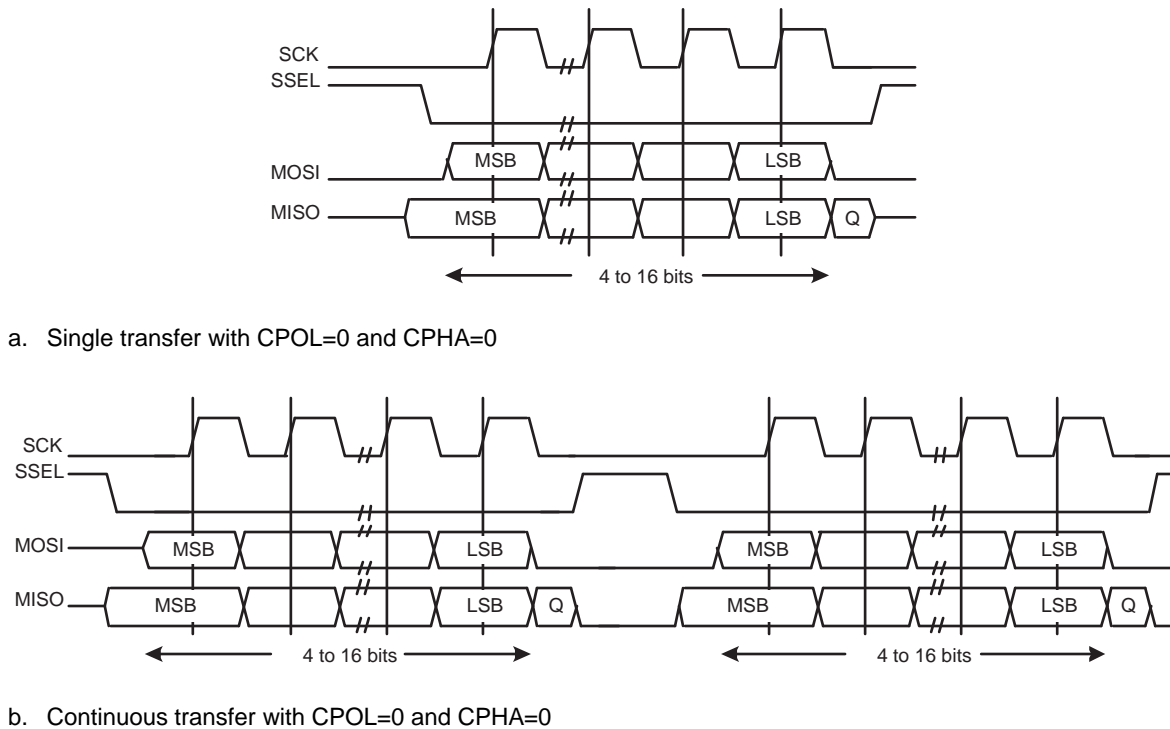 SCK
SSEL
MOSI MSB LSB
MISO MSB LSB Q
4 to 16 bits
a. Single transfer with CPOL=0 and CPHA=0
SCK
SSEL
MOSI MSB LSB MSB LSB
MISO MSB LSB Q MSB LSB Q
4 to 16 bits 4 to 16 bits
b. Continuous transfer with CPOL=0 and CPHA=0